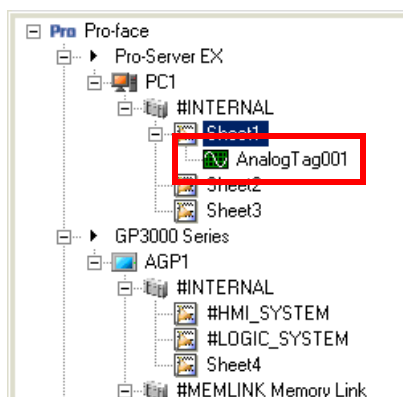 Pro Pro-face
Pro-Server EX
PC1
#INTERNAL
Sheet1
AnalogTag001
Sheet2
Sheet3
GP3000 Series
AGP1
#INTERNAL
#HMI_SYSTEM
#LOGIC_SYSTEM
Sheet4
#MEMLINK Memory Link